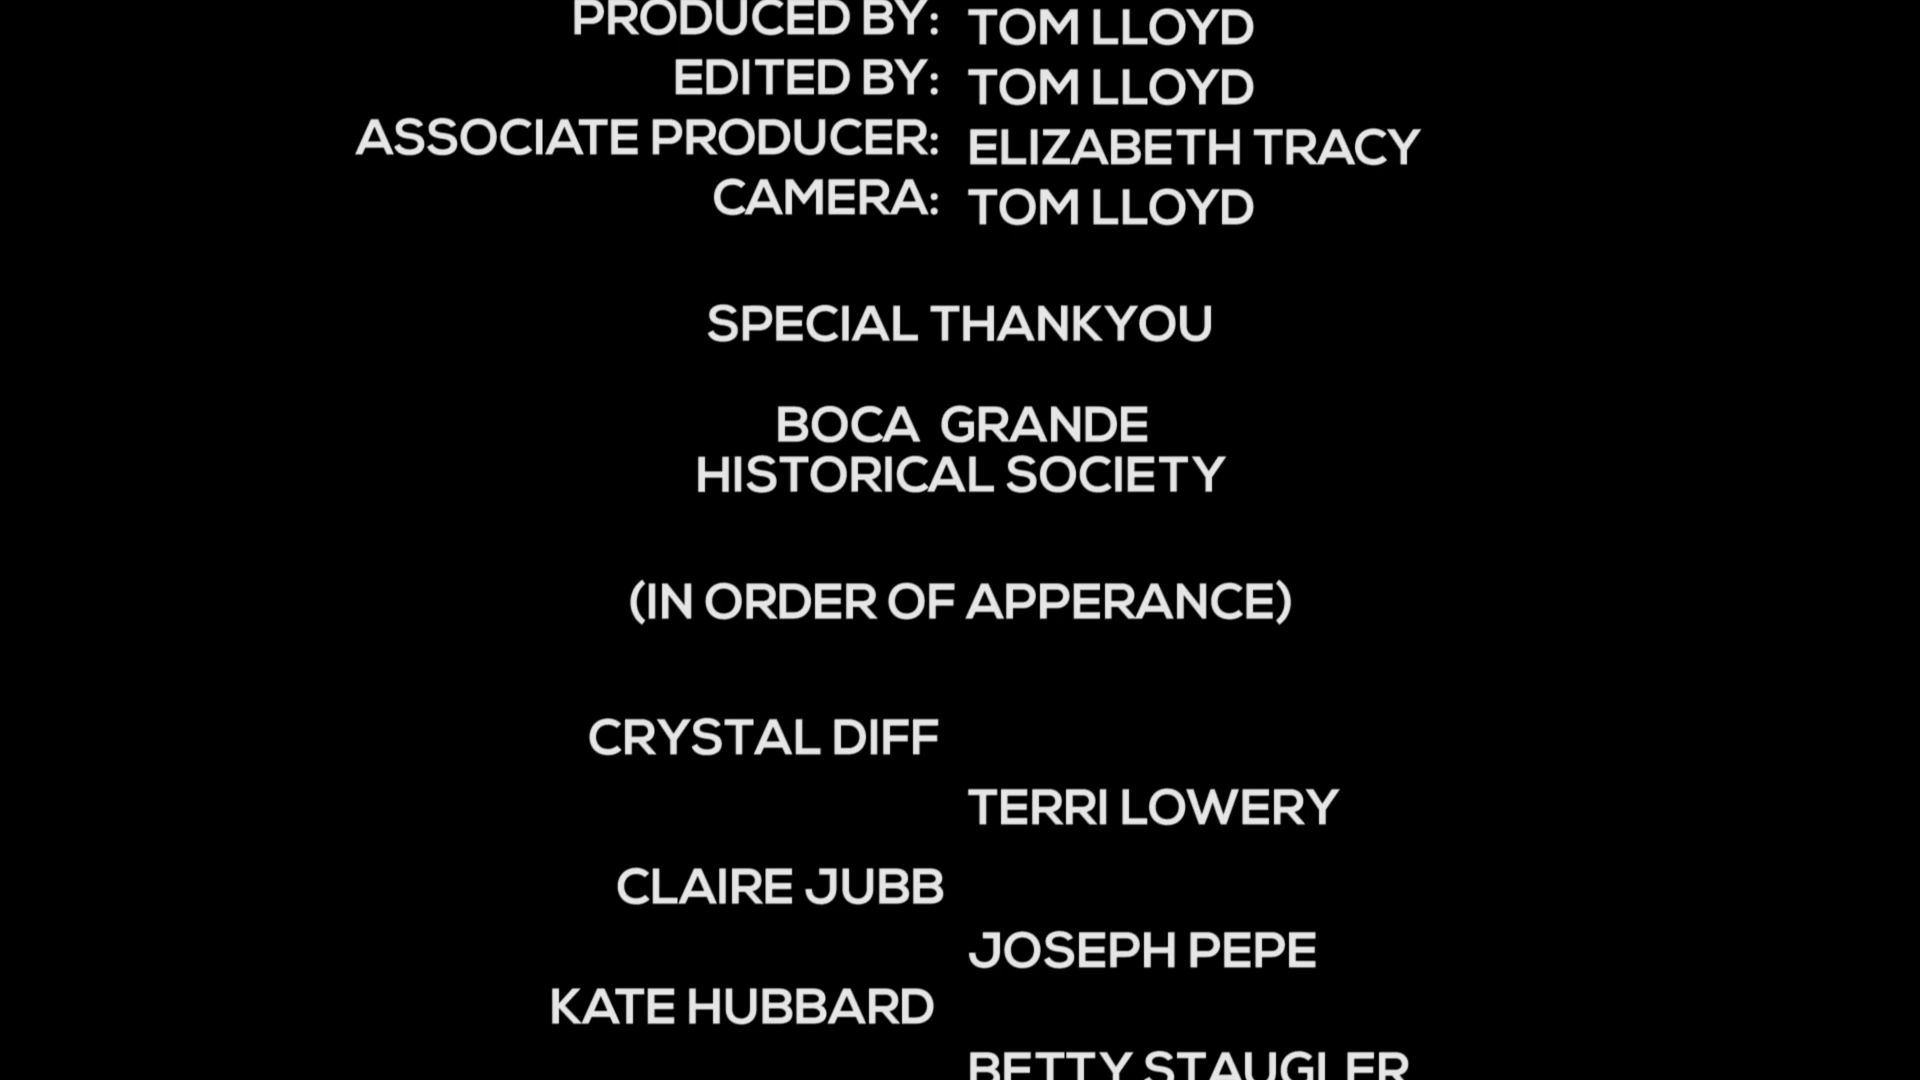 PRODUCED BY: TOM LLOYD
EDITED BY: TOM LLOYD
ASSOCIATE PRODUCER: ELIZABETH TRACY
CAMERA: TOM LLOYD
SPECIAL THANKYOU
BOCA GRANDE
HISTORICAL SOCIETY
(IN ORDER OF APPERANCE)
CRYSTAL DIFF
TERRI LOWERY
CLAIRE JUBB
JOSEPH PEPE
KATE HUBBARD
BETTY STAUGLER